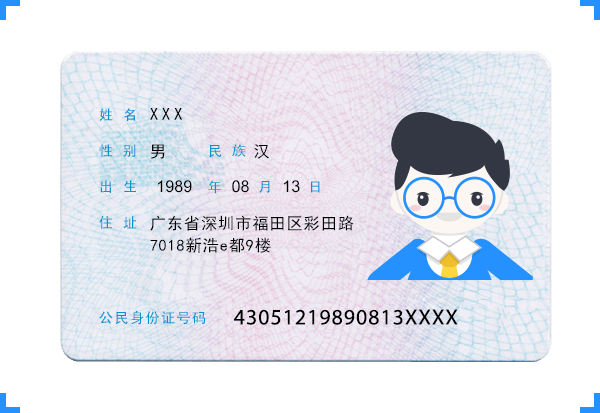 姓名 XXX
性别 男 民族 汉
出生 1989 年 08 月 13 日
住址 广东省深圳市福田区彩田路
7018新浩e都9楼
公民身份证号码 43051219890813XXXX